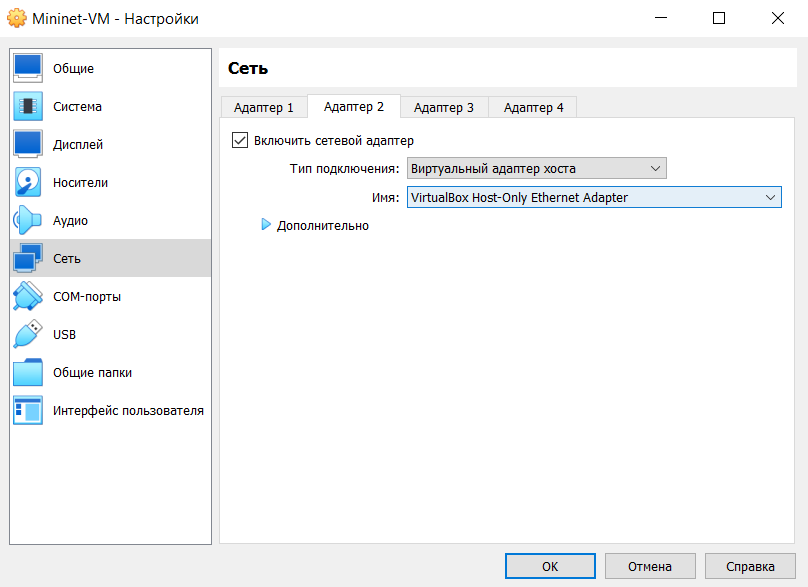 Mininet-VM - Настройки
Общие
Система
Дисплей
Носители
Аудио
Сеть
COM-порты
USB
Общие папки
Интерфейс пользователя
Сеть
Адаптер 1 Адаптер 2 Адаптер 3 Адаптер 4
Включить сетевой адаптер
Тип подключения: Виртуальный адаптер хоста
Имя: VirtualBox Host-Only Ethernet Adapter
Дополнительно
OK Отмена Справка